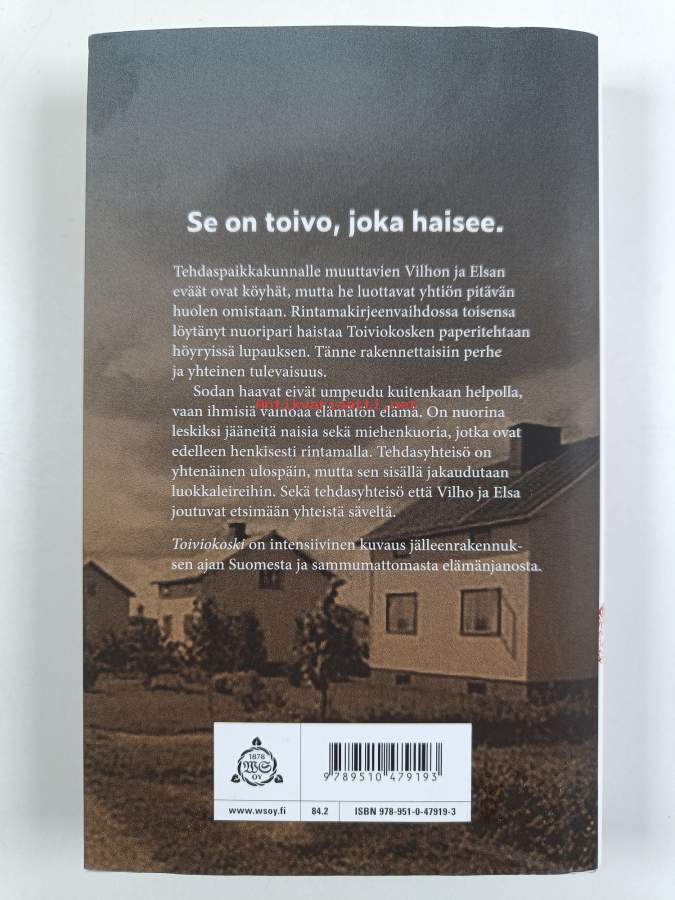 Se on toivo, joka haisee.
Tehdaspaikkakunnalle muuttavien Vilhon ja Elsan
eväät ovat köyhät, mutta he luottavat yhtiön pitävän
huolen omistaan. Rintamakirjeenvaihdossa toisensa
löytänyt nuoripari haistaa Toiviokosken paperitehtaan
höyryissä lupauksen. Tänne rakennettaisiin perhe
ja yhteinen tulevaisuus.
Sodan haavat eivät umpeudu kuitenkaan helpolla,
antikvariaatti.net
vaan ihmisiä vainoaa elämätön elämä. On nuorina
leskiksi jääneitä naisia sekä miehenkuoria, jotka ovat
edelleen henkisesti rintamalla. Tehdasyhteisö on
yhtenäinen ulospäin, mutta sen sisällä jakaudutaan
luokkaleireihin. Sekä tehdasyhteisö että Vilho ja Elsa
joutuvat etsimään yhteistä säveltä.
Toiviokoski on intensiivinen kuvaus jälleenrakennuk-
sen ajan Suomesta ja sammumattomasta elämänjanosta.
1878
WS
OY
9 789510 479193
www.wsoy.fi
84.2
ISBN 978-951-0-47919-3